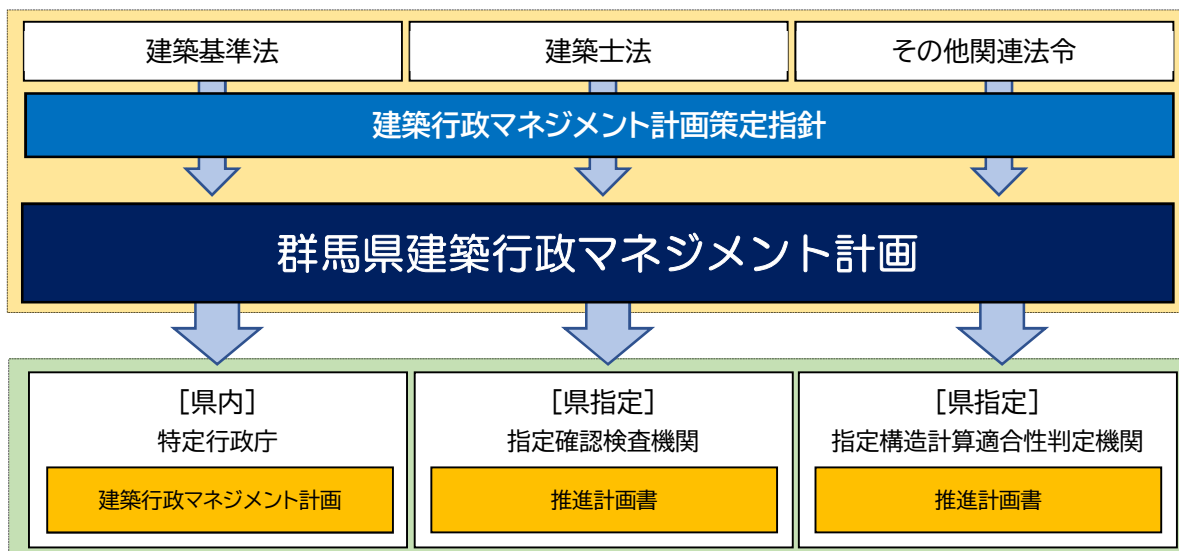 建築基準法
建築士法
その他関連法令
建築行政マネジメント計画策定指針
群馬県建築行政マネジメント計画
［県内］
特定行政庁
建築行政マネジメント計画
［県指定］
指定確認検査機関
推進計画書
［県指定］
指定構造計算適合性判定機関
推進計画書